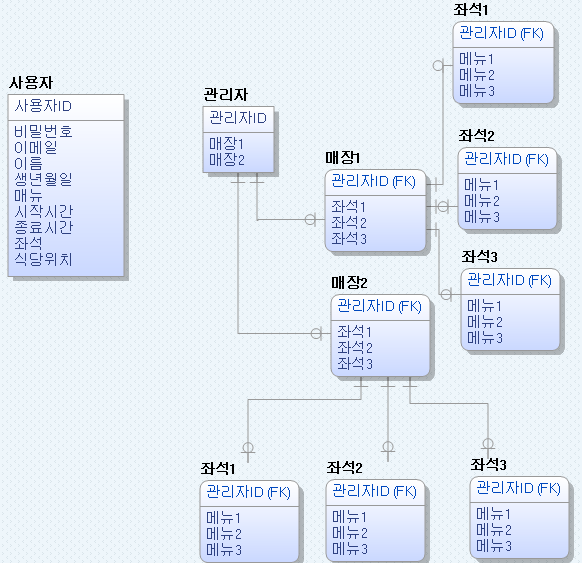 사용자
사용자ID
비밀번호
이메일
이름
생년월일
매뉴
시작시간
종료시간
좌석
식당위치
관리자
관리자ID
매장1
매장2
매장1
관리자ID (FK)
좌석1
좌석2
좌석3
좌석1
관리자ID (FK)
메뉴1
메뉴2
메뉴3
좌석2
관리자ID (FK)
메뉴1
메뉴2
메뉴3
좌석3
관리자ID (FK)
메뉴1
메뉴2
메뉴3
매장2
관리자ID (FK)
좌석1
좌석2
좌석3
좌석1
관리자ID (FK)
메뉴1
메뉴2
메뉴3
좌석2
관리자ID (FK)
메뉴1
메뉴2
메뉴3
좌석3
관리자ID (FK)
메뉴1
메뉴2
메뉴3